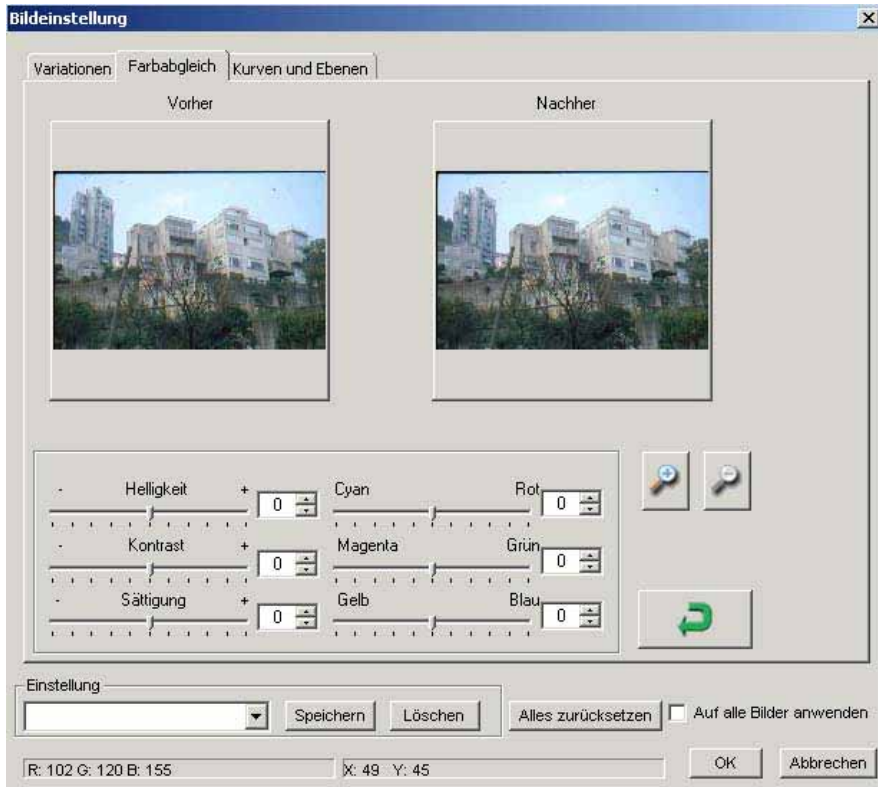 Bildeinstellung
Variationen Farbabgleich Kurven und Ebenen
Vorher Nachher
- Helligkeit + 0 Cyan Rot 0
- Kontrast + 0 Magenta Grün 0
- Sättigung + 0 Gelb Blau 0
Einstellung
Speichern Löschen Alles zurücksetzen Auf alle Bilder anwenden
R: 102 G: 120 B: 155 X: 49 Y: 45 OK Abbrechen